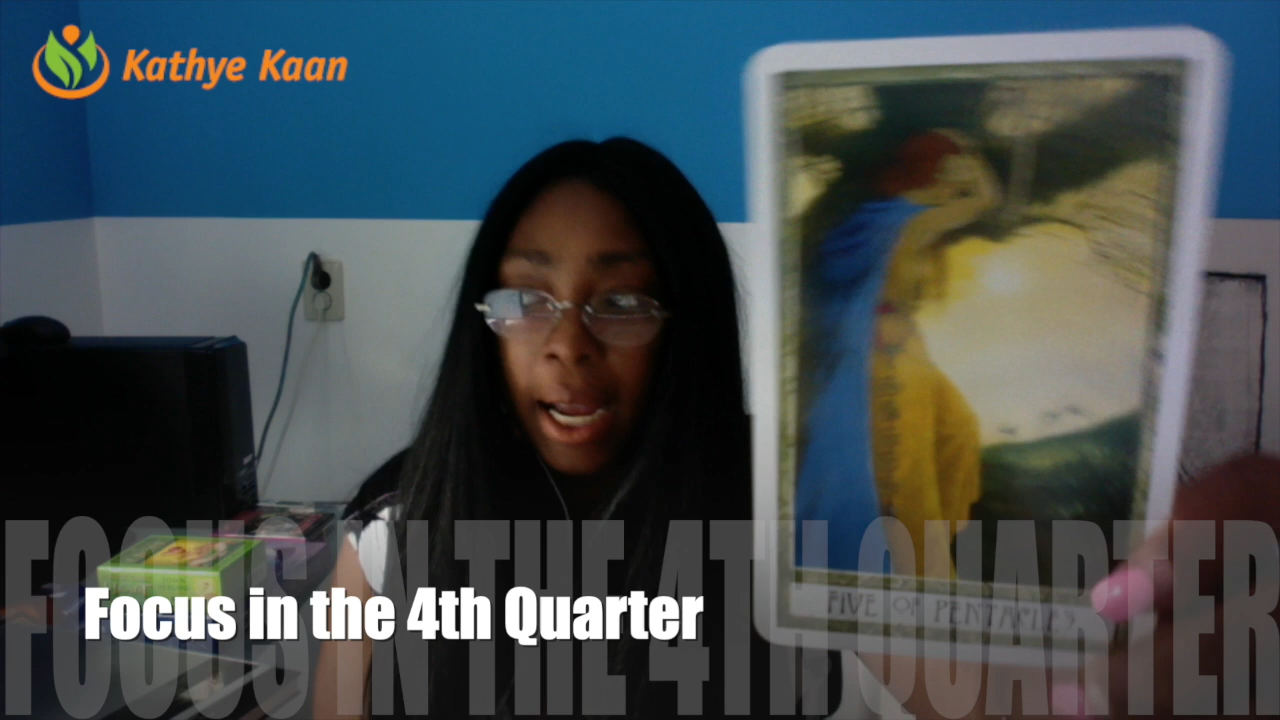 Kathye Kaan
FIVE OF PENTACLES
FOCUS IN THE 4TH QUARTER
Focus in the 4th Quarter